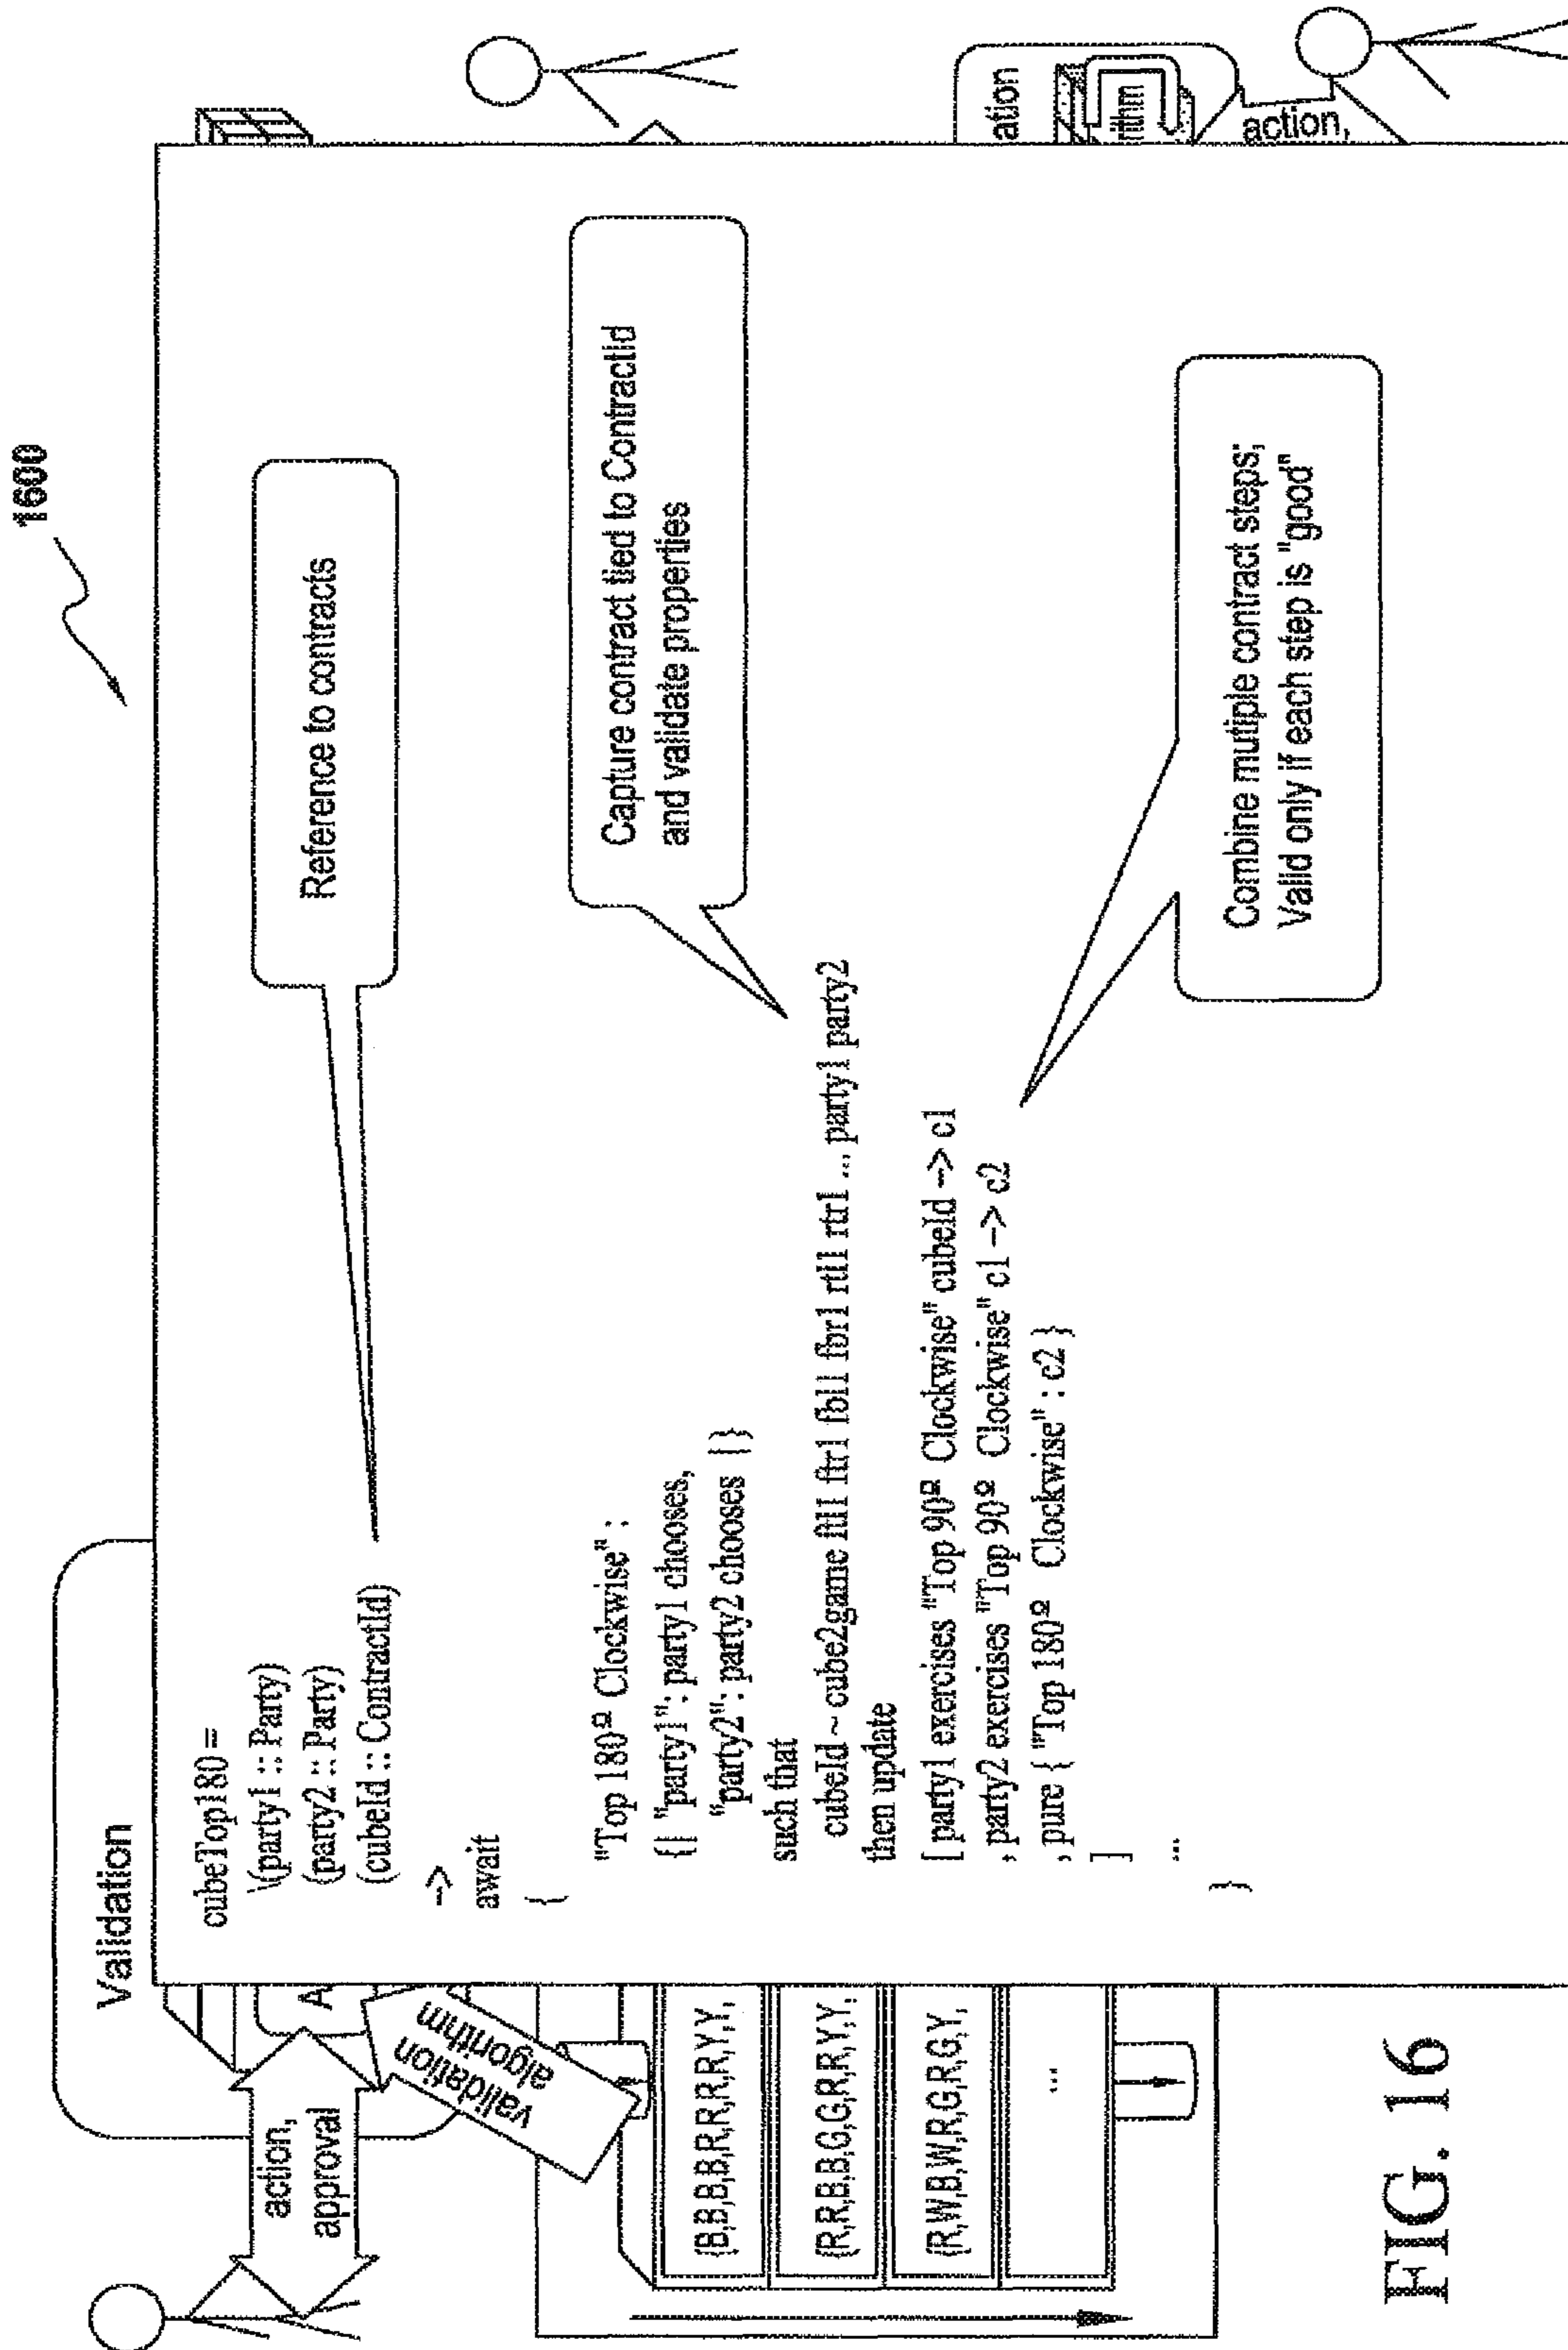 1600
Validation
action,
approval
A
validation
algorithm
(B,B,B,B,R,R,R,R,Y,Y,
(R,R,B,B,G,G,R,R,Y,Y,
(R,W,B,W,R,G,R,G,Y,
...
cubeTop180 =
\(party1 :: Party)
(party2 :: Party)
(cubeId :: ContractId)
->
await
{
"Top 180º Clockwise" :
{| "party1": party1 chooses,
"party2": party2 chooses |}
such that
cubeId ~ cube2game ftl1 ftr1 fbl1 fbr1 rtl1 rtr1 ... party1 party2
then update
[ party1 exercises "Top 90º Clockwise" cubeId -> c1
, party2 exercises "Top 90º Clockwise" c1 -> c2
, pure { "Top 180º Clockwise" : c2 }
]
...
}
Reference to contracts
Capture contract tied to ContractId
and validate properties
Combine mutiple contract steps;
Valid only if each step is "good"
ation
rithm
action,
FIG. 16